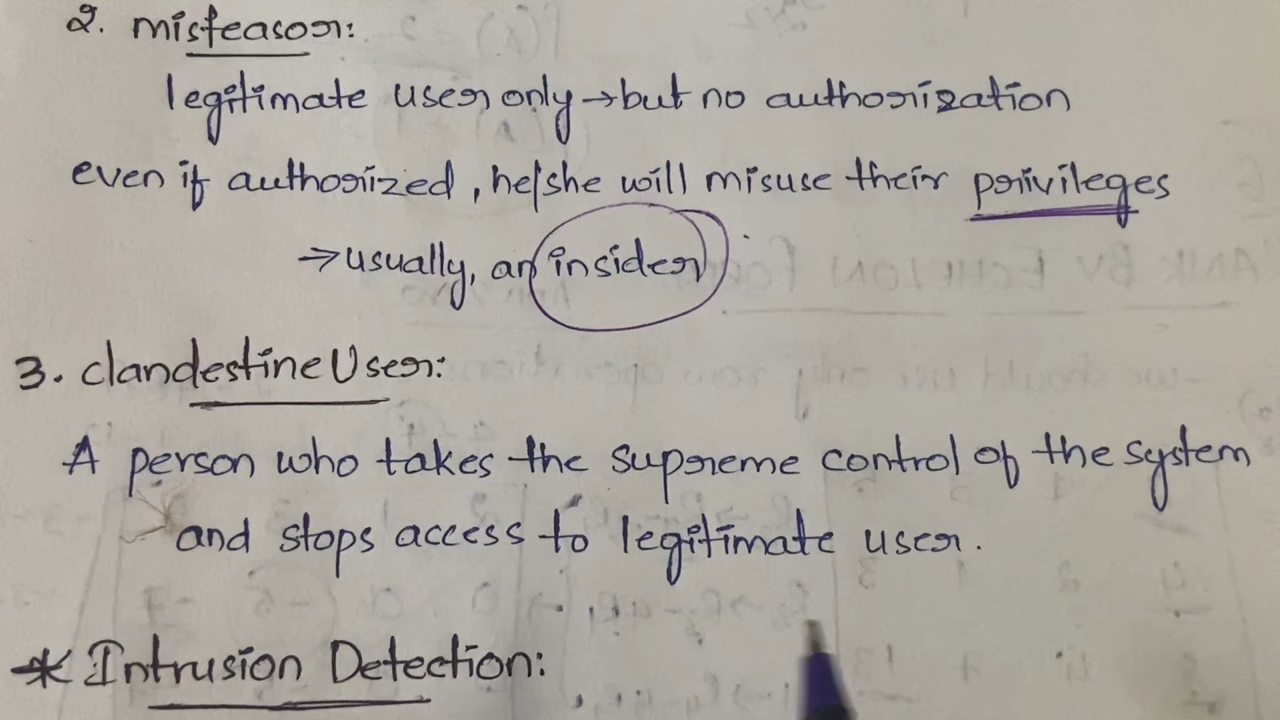 2. misfeasor:
legitimate user only → but no authorization
even if authorized, he/she will misuse their privileges
→ usually, an insider
3. Clandestine User:
A person who takes the supreme control of the system
and stops access to legitimate user.
* Intrusion Detection: